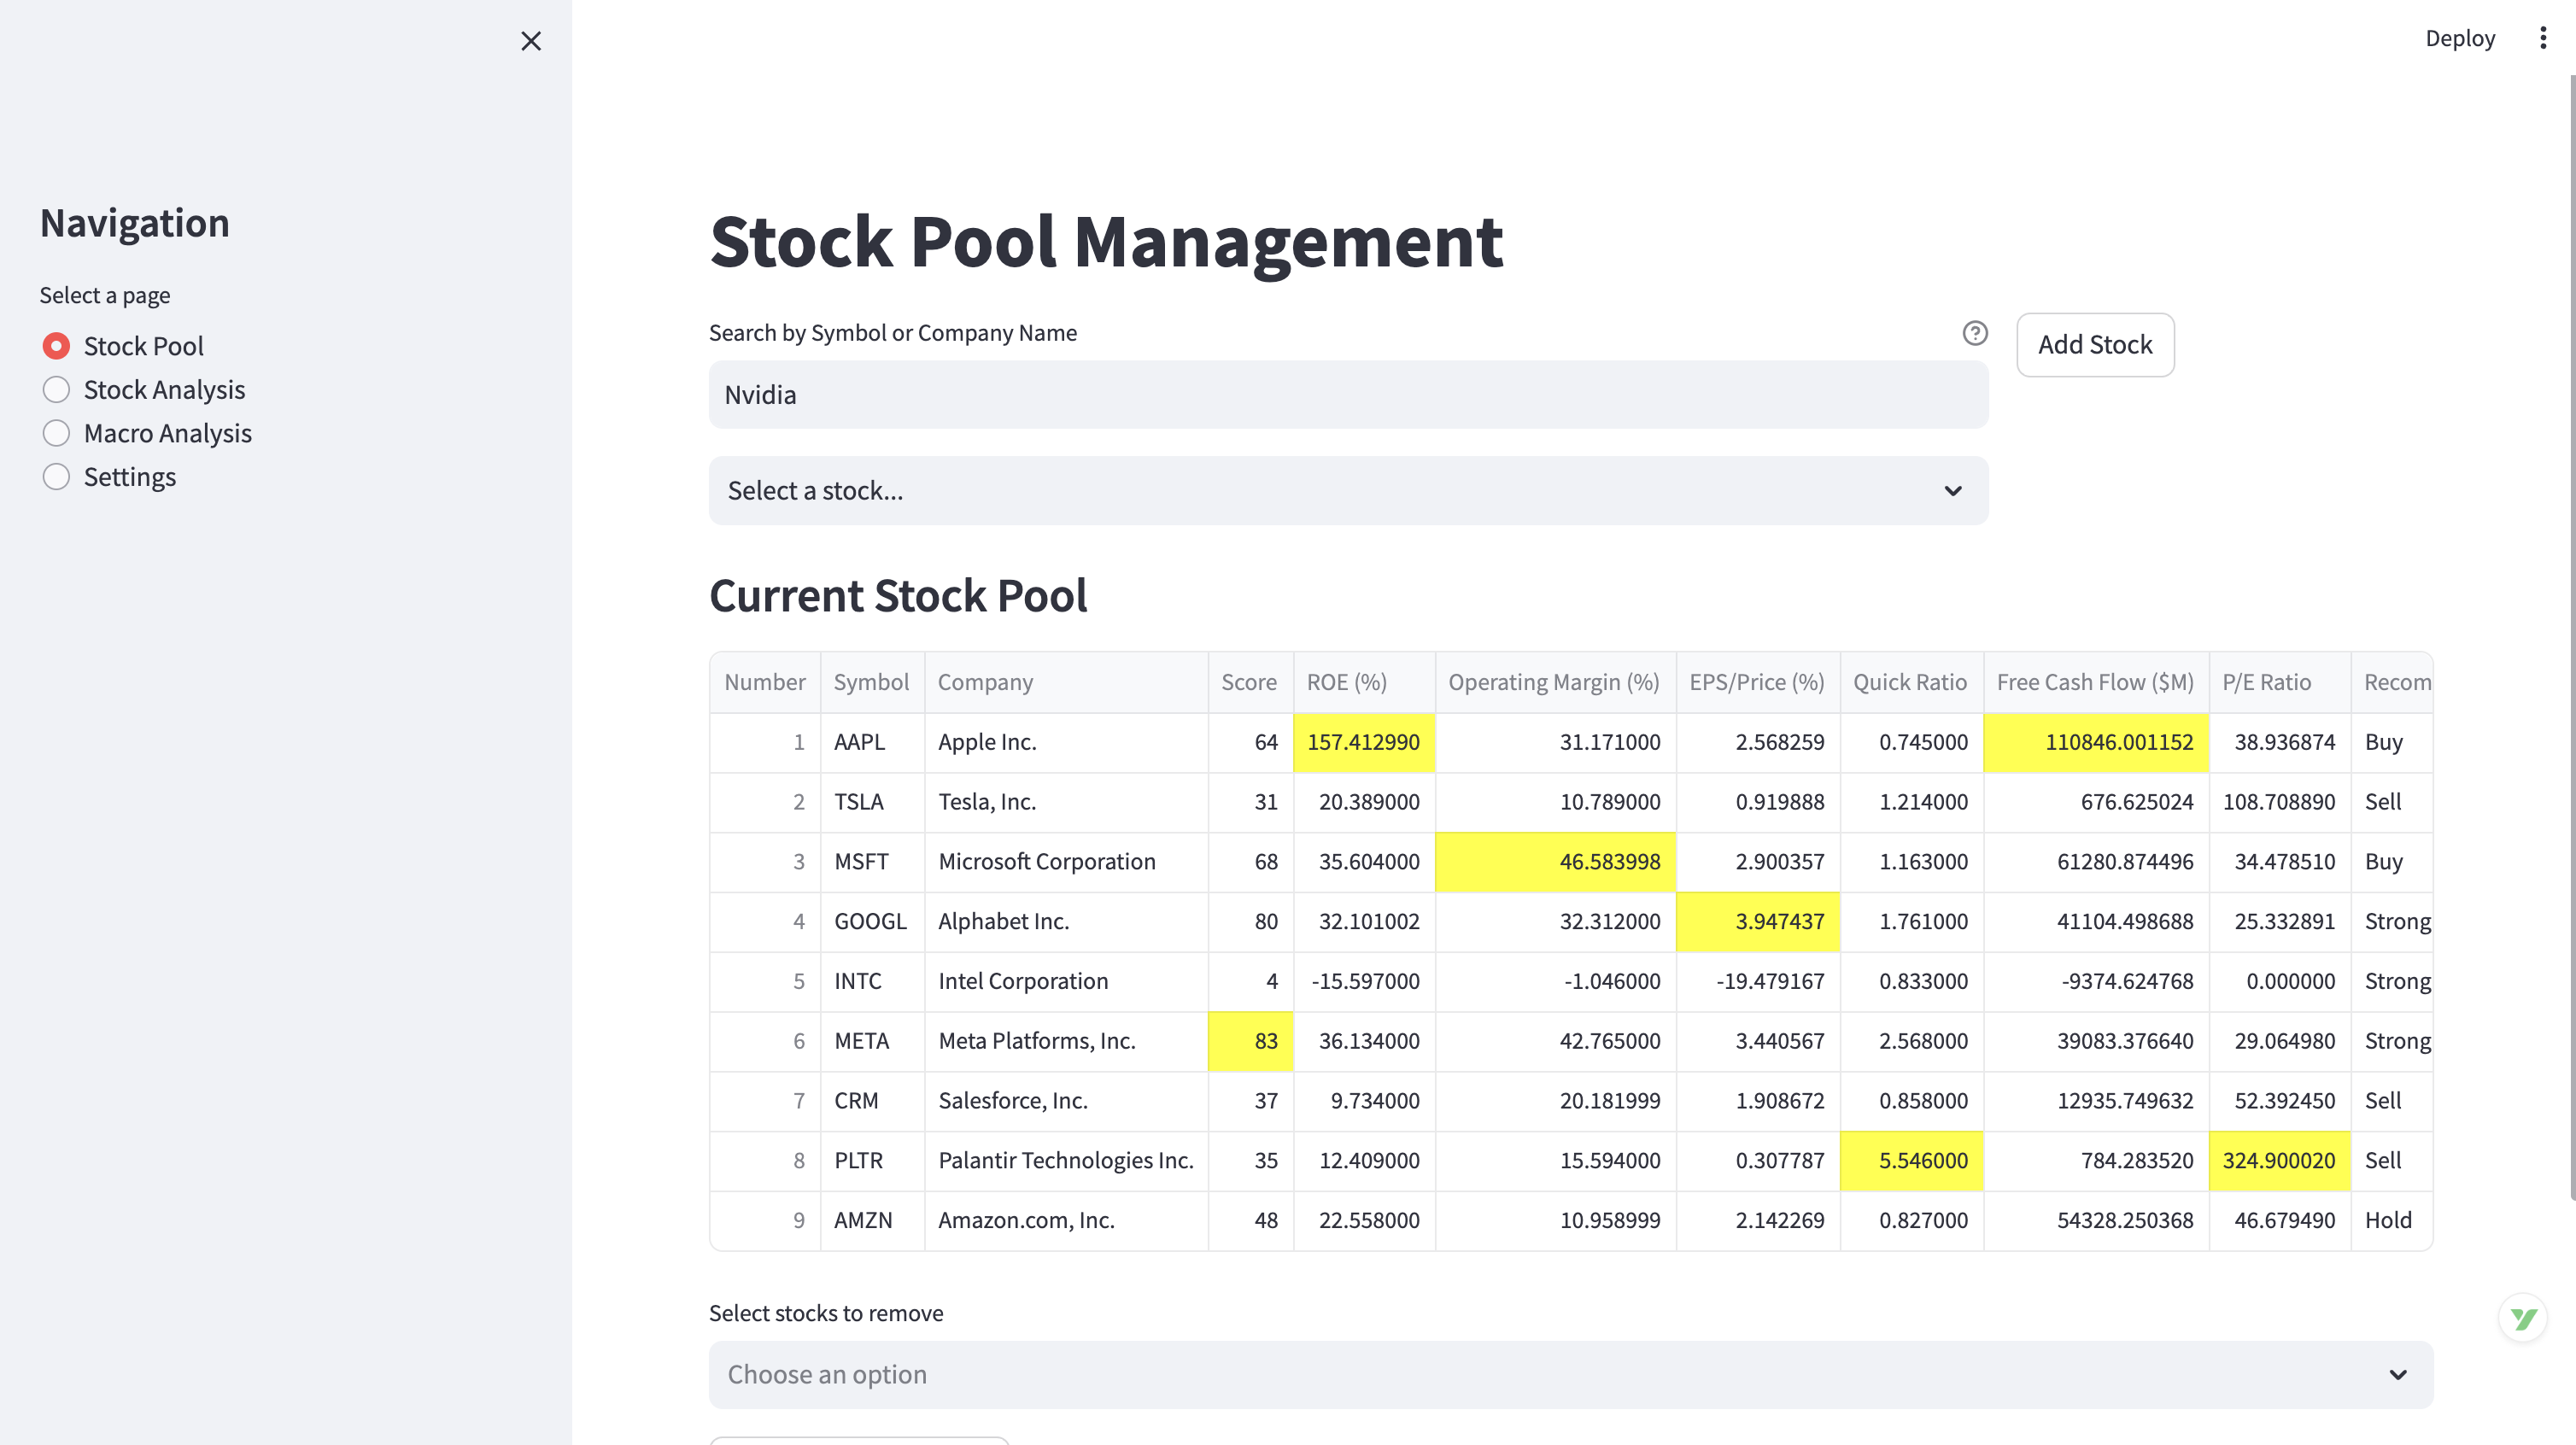 Deploy
Navigation
Select a page
Stock Pool
Stock Analysis
Macro Analysis
Settings
Stock Pool Management
Search by Symbol or Company Name
Add Stock
Nvidia
Select a stock...
Current Stock Pool
Number Symbol Company Score ROE (%) Operating Margin (%) EPS/Price (%) Quick Ratio Free Cash Flow ($M) P/E Ratio Recom
1 AAPL Apple Inc. 64 157.412990 31.171000 2.568259 0.745000 110846.001152 38.936874 Buy
2 TSLA Tesla, Inc. 31 20.389000 10.789000 0.919888 1.214000 676.625024 108.708890 Sell
3 MSFT Microsoft Corporation 68 35.604000 46.583998 2.900357 1.163000 61280.874496 34.478510 Buy
4 GOOGL Alphabet Inc. 80 32.101002 32.312000 3.947437 1.761000 41104.498688 25.332891 Strong
5 INTC Intel Corporation 4 -15.597000 -1.046000 -19.479167 0.833000 -9374.624768 0.000000 Strong
6 META Meta Platforms, Inc. 83 36.134000 42.765000 3.440567 2.568000 39083.376640 29.064980 Strong
7 CRM Salesforce, Inc. 37 9.734000 20.181999 1.908672 0.858000 12935.749632 52.392450 Sell
8 PLTR Palantir Technologies Inc. 35 12.409000 15.594000 0.307787 5.546000 784.283520 324.900020 Sell
9 AMZN Amazon.com, Inc. 48 22.558000 10.958999 2.142269 0.827000 54328.250368 46.679490 Hold
Select stocks to remove
Choose an option